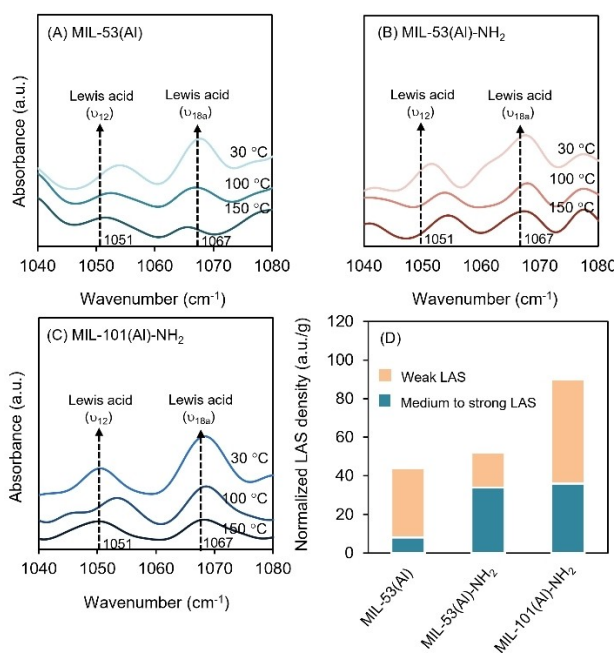 (A) MIL-53(Al)
Lewis acid
(υ₁₂)
Lewis acid
(υ₁₈ₐ)
30 °C
100 °C
150 °C
1051
1067
Absorbance (a.u.)
1040 1050 1060 1070 1080
Wavenumber (cm⁻¹)
(B) MIL-53(Al)-NH₂
Lewis acid
(υ₁₂)
Lewis acid
(υ₁₈ₐ)
30 °C
100 °C
150 °C
1051
1067
1040 1050 1060 1070 1080
Wavenumber (cm⁻¹)
(C) MIL-101(Al)-NH₂
Lewis acid
(υ₁₂)
Lewis acid
(υ₁₈ₐ)
30 °C
100 °C
150 °C
1051
1067
Absorbance (a.u.)
1040 1050 1060 1070 1080
Wavenumber (cm⁻¹)
(D)
Weak LAS
Medium to strong LAS
Normalized LAS density (a.u./g)
120
100
80
60
40
20
0
MIL-53(Al)
MIL-53(Al)-NH₂
MIL-101(Al)-NH₂